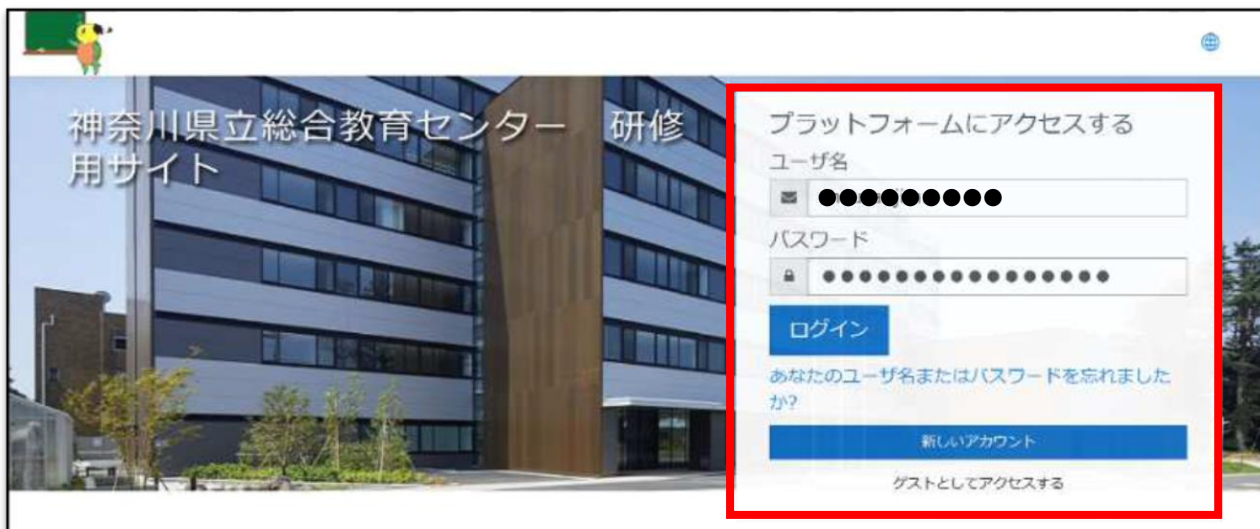 神奈川県立総合教育センター 研修
用サイト
プラットフォームにアクセスする
ユーザ名
●●●●●●●●●●
パスワード
●●●●●●●●●●●●●●●●
ログイン
あなたのユーザ名またはパスワードを忘れました
か?
新しいアカウント
ゲストとしてアクセスする